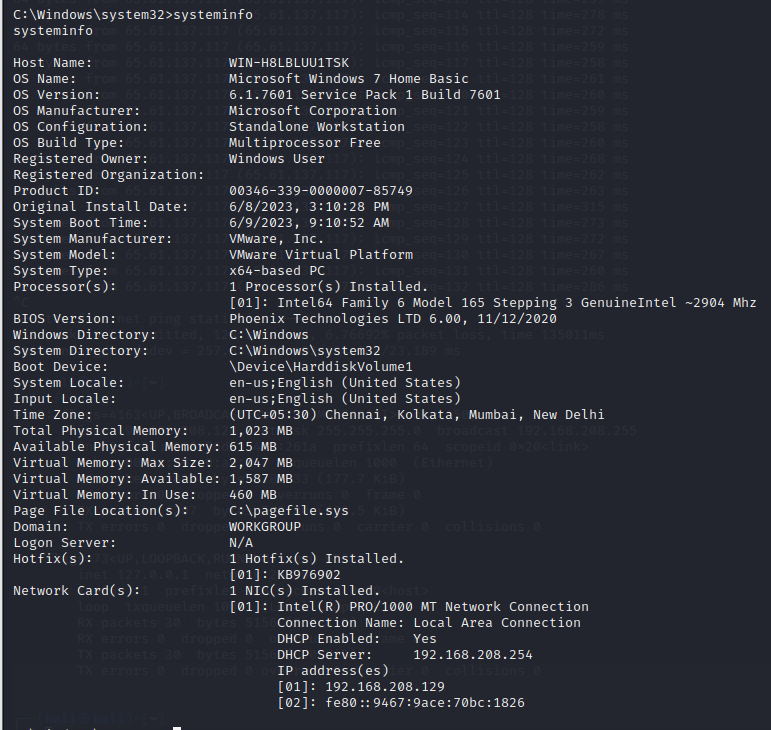 C:\Windows\system32>systeminfo
systeminfo
Host Name: WIN-H8LBLUU1TSK
OS Name: Microsoft Windows 7 Home Basic
OS Version: 6.1.7601 Service Pack 1 Build 7601
OS Manufacturer: Microsoft Corporation
OS Configuration: Standalone Workstation
OS Build Type: Multiprocessor Free
Registered Owner: Windows User
Registered Organization:
Product ID: 00346-339-0000007-85749
Original Install Date: 6/8/2023, 3:10:28 PM
System Boot Time: 6/9/2023, 9:10:52 AM
System Manufacturer: VMware, Inc.
System Model: VMware Virtual Platform
System Type: x64-based PC
Processor(s): 1 Processor(s) Installed.
[01]: Intel64 Family 6 Model 165 Stepping 3 GenuineIntel ~2904 Mhz
BIOS Version: Phoenix Technologies LTD 6.00, 11/12/2020
Windows Directory: C:\Windows
System Directory: C:\Windows\system32
Boot Device: \Device\HarddiskVolume1
System Locale: en-us;English (United States)
Input Locale: en-us;English (United States)
Time Zone: (UTC+05:30) Chennai, Kolkata, Mumbai, New Delhi
Total Physical Memory: 1,023 MB
Available Physical Memory: 615 MB
Virtual Memory: Max Size: 2,047 MB
Virtual Memory: Available: 1,587 MB
Virtual Memory: In Use: 460 MB
Page File Location(s): C:\pagefile.sys
Domain: WORKGROUP
Logon Server: N/A
Hotfix(s): 1 Hotfix(s) Installed.
[01]: KB976902
Network Card(s): 1 NIC(s) Installed.
[01]: Intel(R) PRO/1000 MT Network Connection
Connection Name: Local Area Connection
DHCP Enabled: Yes
DHCP Server: 192.168.208.254
IP address(es)
[01]: 192.168.208.129
[02]: fe80::9467:9ace:70bc:1826